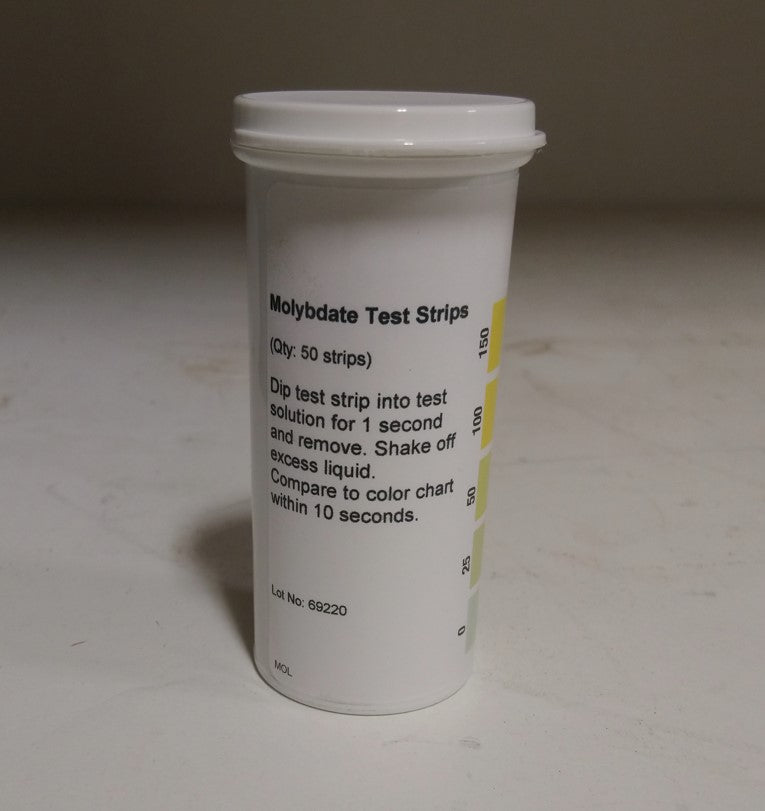 Molybdate Test Strips
(Qty: 50 strips)
Dip test strip into test
solution for 1 second
and remove. Shake off
excess liquid.
Compare to color chart
within 10 seconds.
Lot No: 69220
MOL
150
100
50
25
0